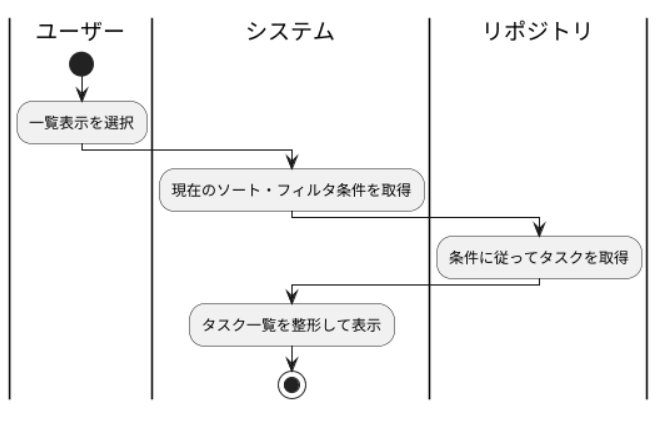 ユーザー
システム
リポジトリ
一覧表示を選択
現在のソート・フィルタ条件を取得
条件に従ってタスクを取得
タスク一覧を整形して表示